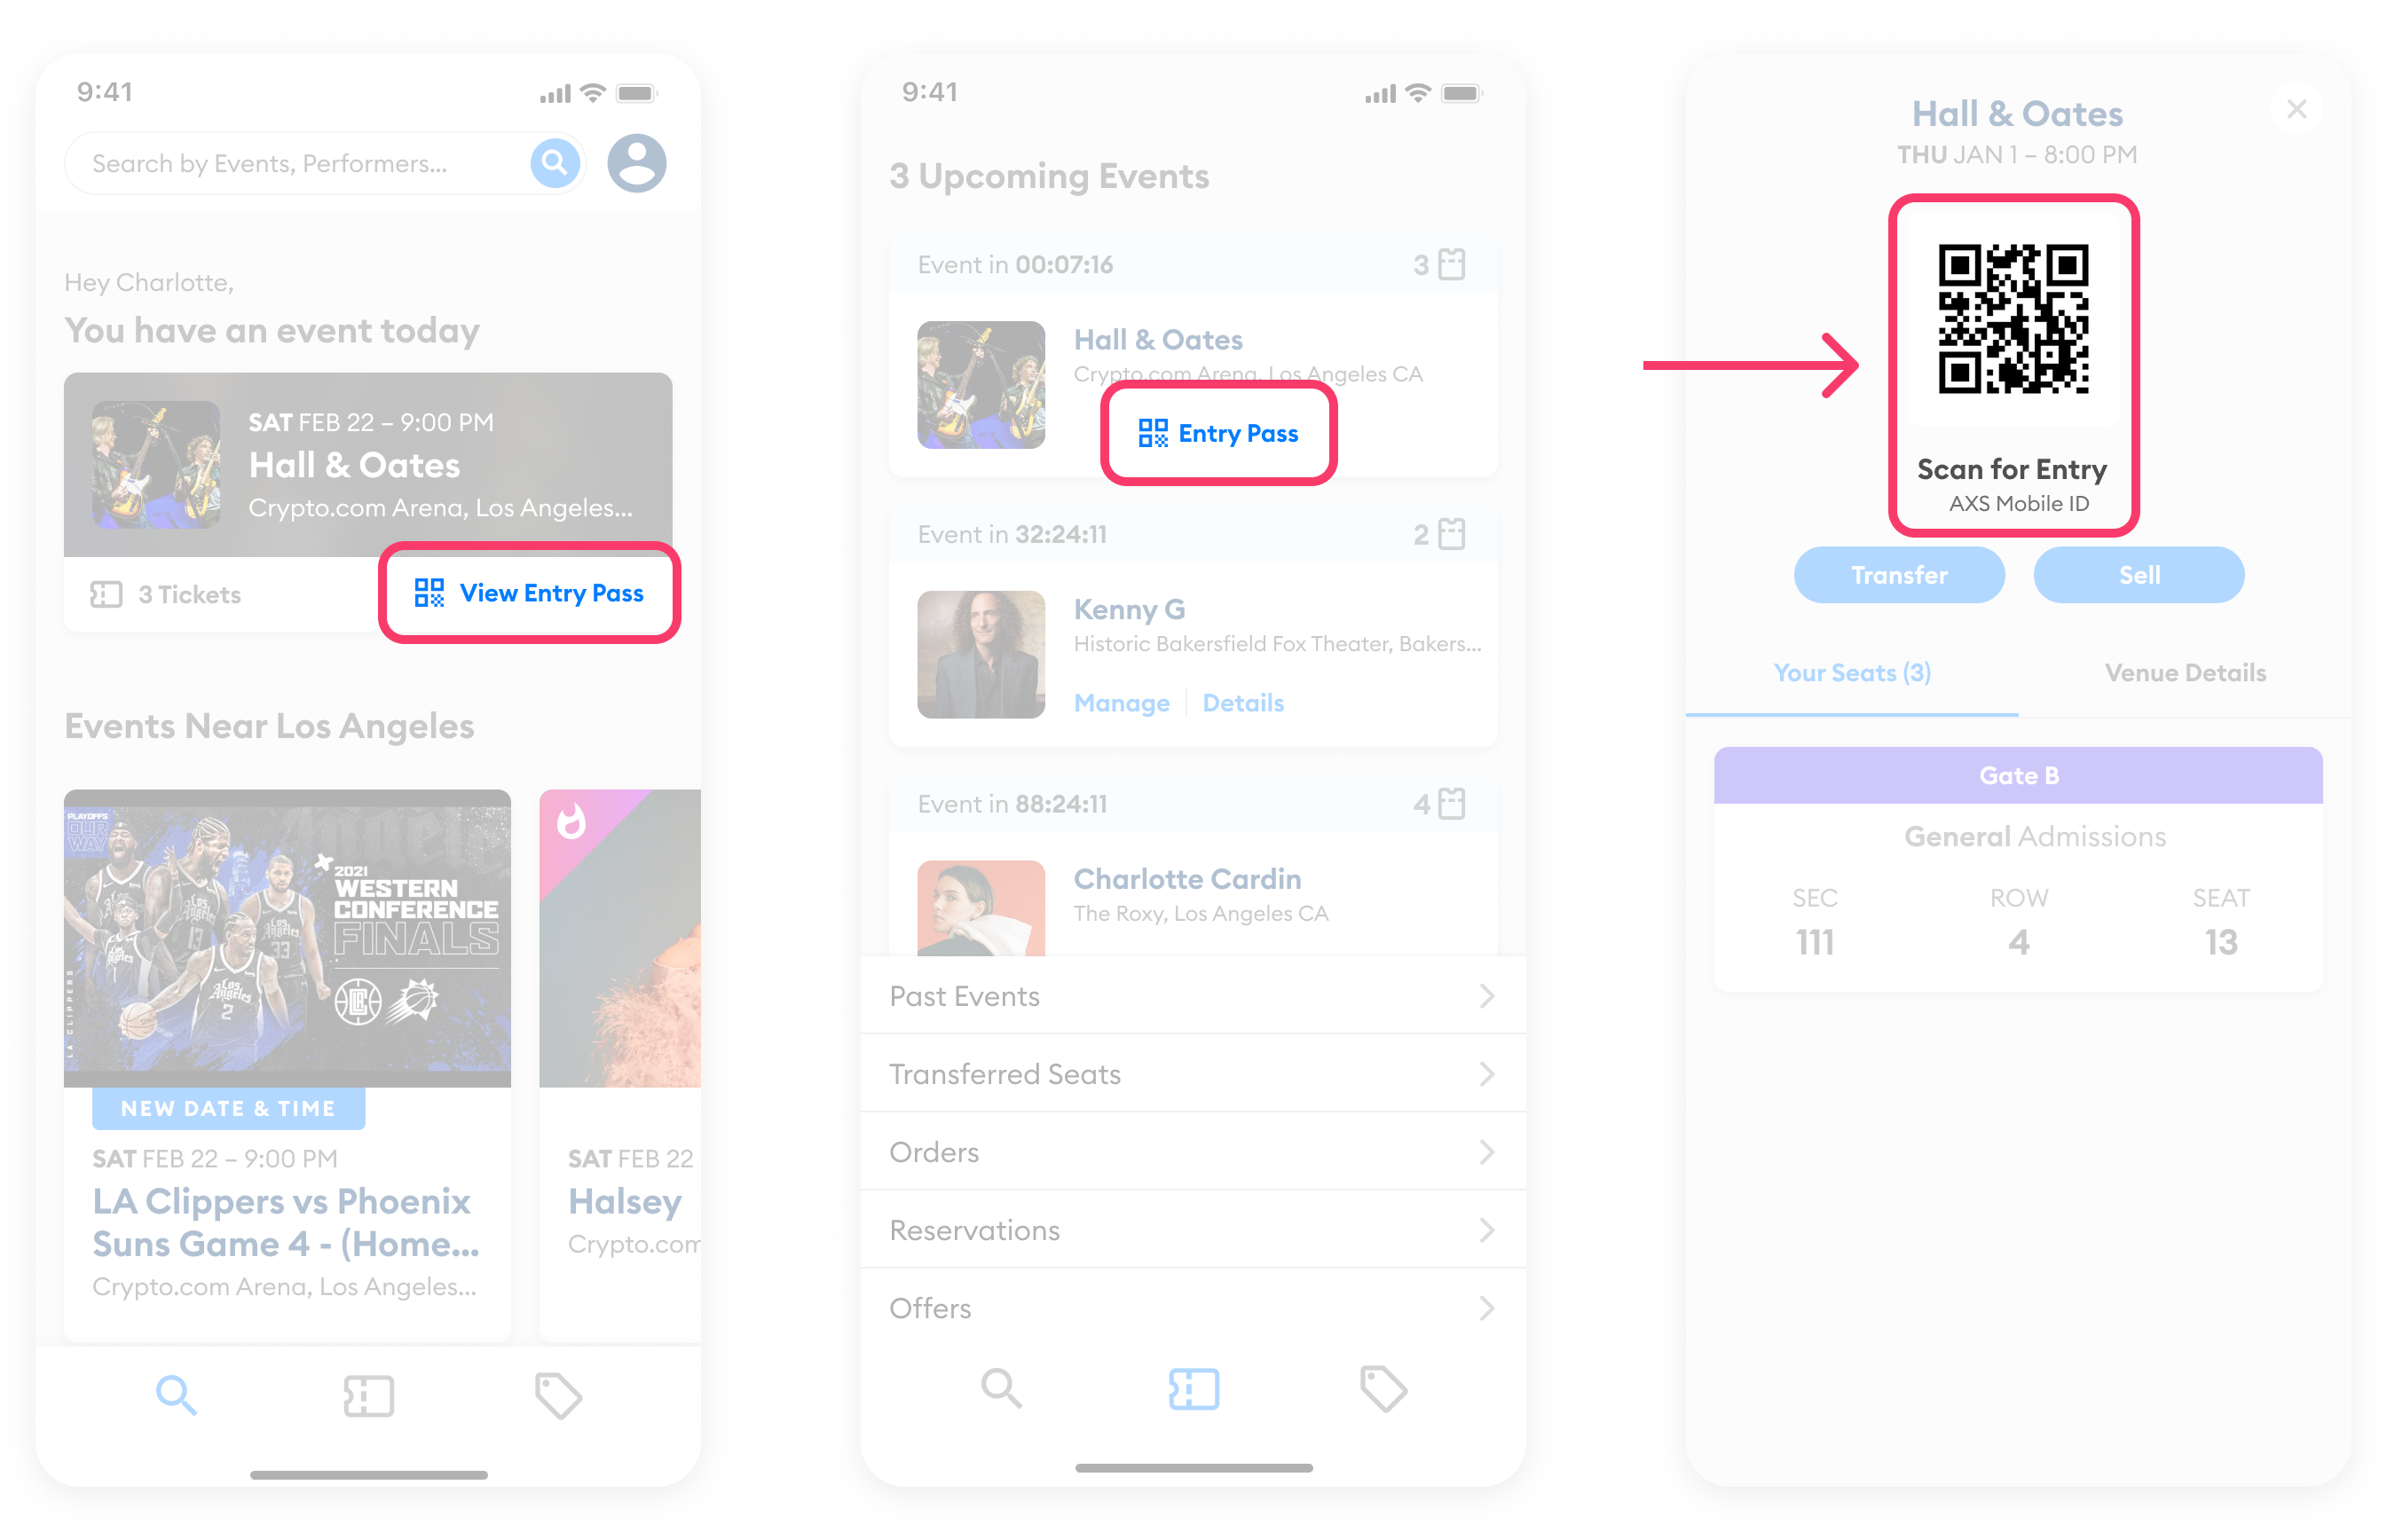 9:41
Search by Events, Performers...
Hey Charlotte,
You have an event today
SAT FEB 22 – 9:00 PM
Hall & Oates
Crypto.com Arena, Los Angeles...
3 Tickets
View Entry Pass
Events Near Los Angeles
PLAYOFFS
OUR
WAY
2021
WESTERN
CONFERENCE
FINALS
LA CLIPPERS
NEW DATE & TIME
SAT FEB 22 – 9:00 PM
LA Clippers vs Phoenix
Suns Game 4 - (Home...
Crypto.com Arena, Los Angeles...
SAT FEB 22
Halsey
Crypto.com
9:41
3 Upcoming Events
Event in 00:07:16
3
Hall & Oates
Crypto.com Arena, Los Angeles CA
Entry Pass
Event in 32:24:11
2
Kenny G
Historic Bakersfield Fox Theater, Bakers...
Manage
Details
Event in 88:24:11
4
Charlotte Cardin
The Roxy, Los Angeles CA
Past Events
Transferred Seats
Orders
Reservations
Offers
Hall & Oates
THU JAN 1 – 8:00 PM
Scan for Entry
AXS Mobile ID
Transfer
Sell
Your Seats (3)
Venue Details
Gate B
General Admissions
SEC
ROW
SEAT
111
4
13